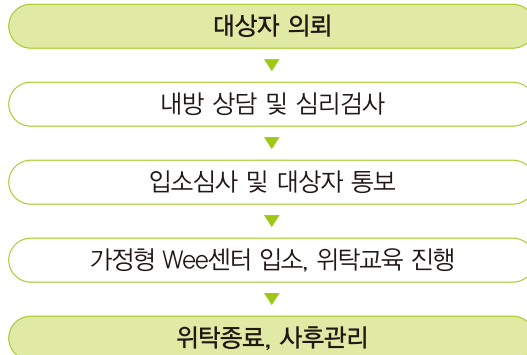 대상자 의뢰
내방 상담 및 심리검사
입소심사 및 대상자 통보
가정형 Wee센터 입소, 위탁교육 진행
위탁종료, 사후관리